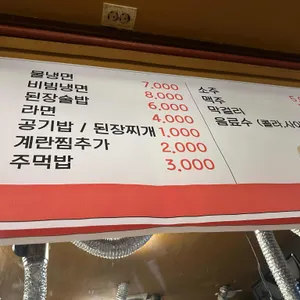 물냉면 7,000
비빔냉면 8,000
된장술밥 6,000
라면 4,000
공기밥 / 된장찌개 1,000
계란찜추가 2,000
주먹밥 3,000
소주
맥주
막걸리
음료수 (콜라,사이